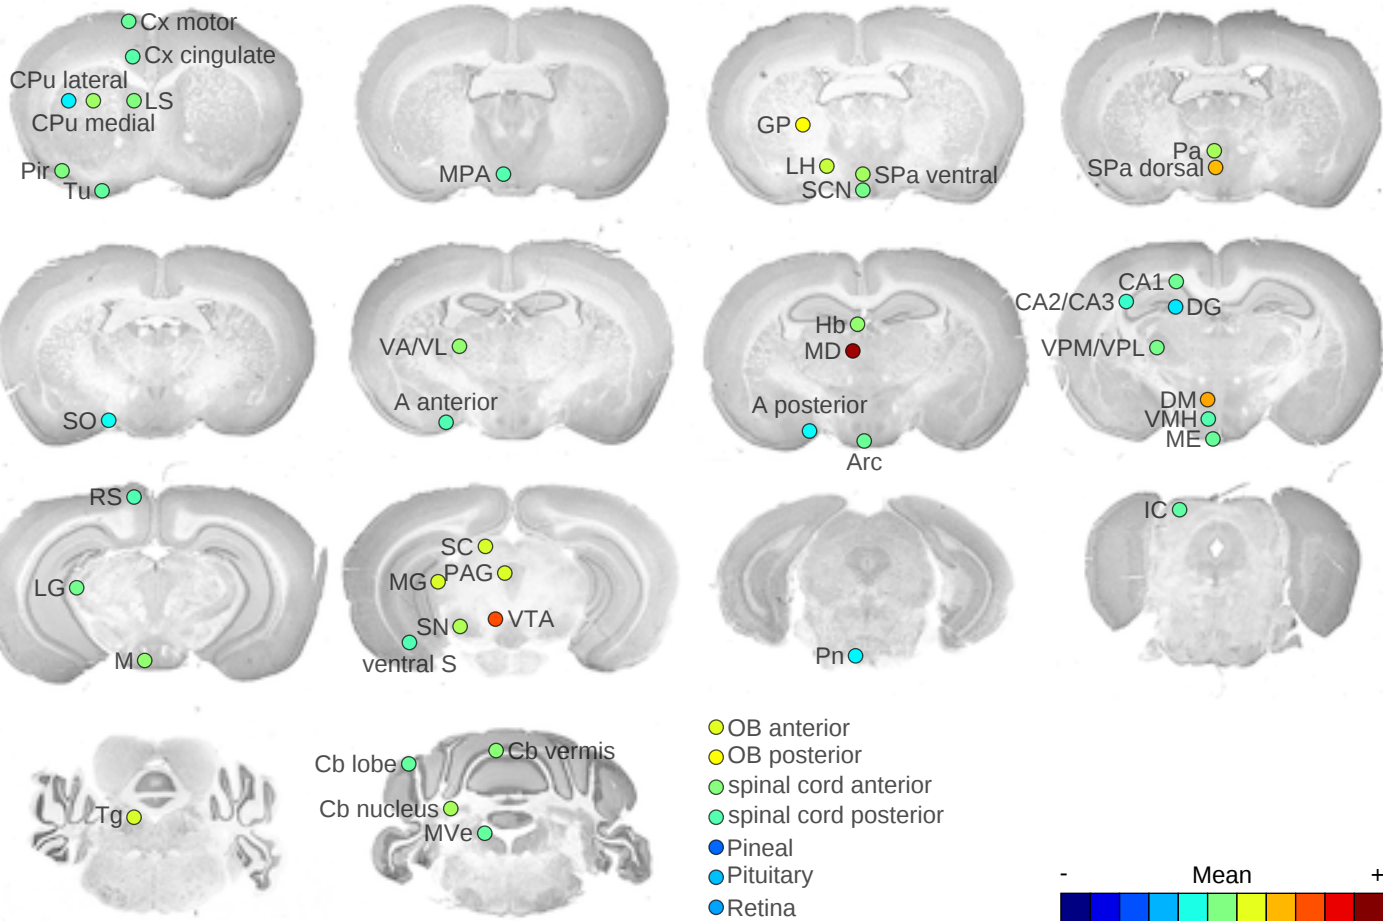 Cx motor
Cx cingulate
CPu lateral
LS
CPu medial
Pir
Tu
MPA
GP
LH
SPa ventral
SCN
Pa
SPa dorsal
SO
VA/VL
A anterior
Hb
MD
A posterior
Arc
CA1
CA2/CA3
DG
VPM/VPL
DM
VMH
ME
RS
LG
M
SC
PAG
MG
VTA
SN
ventral S
Pn
IC
Tg
Cb vermis
Cb lobe
Cb nucleus
MVe
OB anterior
OB posterior
spinal cord anterior
spinal cord posterior
Pineal
Pituitary
Retina
- Mean +